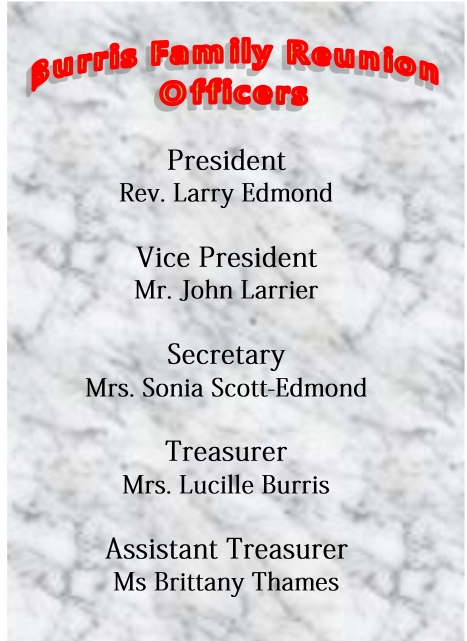 Burris Family Reunion
Officers
President
Rev. Larry Edmond
Vice President
Mr. John Larrier
Secretary
Mrs. Sonia Scott-Edmond
Treasurer
Mrs. Lucille Burris
Assistant Treasurer
Ms Brittany Thames